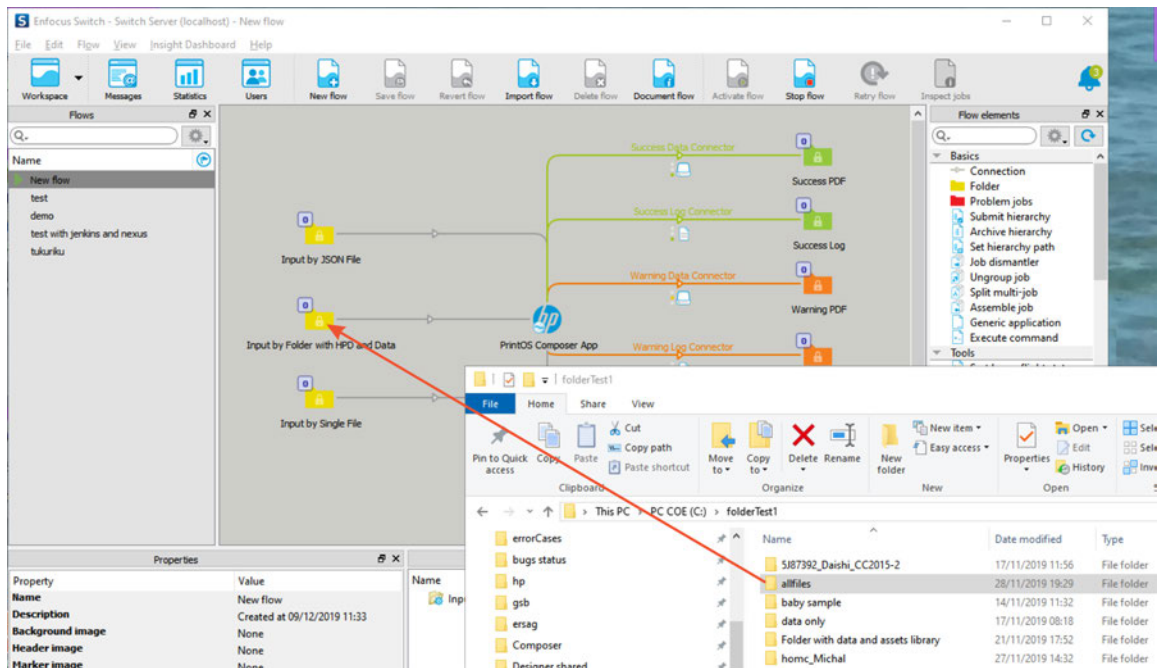 Enfocus Switch - Switch Server (localhost) - New flow
File Edit Flow View Insight Dashboard Help
Workspace Messages Statistics Users New flow Save flow Revert flow Import flow Delete flow Document flow Activate flow Stop flow Retry flow Inspect jobs
Flows
Name
New flow
test
demo
test with jenkins and nexus
tukuriku
0
Input by JSON File
0
Input by Folder with HPD and Data
0
Input by Single File
hp
PrintOS Composer App
Success Data Connector
0
Success PDF
Success Log Connector
0
Success Log
Warning Data Connector
0
Warning PDF
Warning Log Connector
0
Flow elements
Basics
Connection
Folder
Problem jobs
Submit hierarchy
Archive hierarchy
Set hierarchy path
Job dismantler
Ungroup job
Split multi-job
Assemble job
Generic application
Execute command
Tools
folderTest1
File Home Share View
Pin to Quick access
Copy
Paste
Cut
Copy path
Paste shortcut
Clipboard
Move to
Copy to
Delete
Rename
Organize
New folder
New item
Easy access
New
Properties
Open
Edit
History
Open
This PC > PC COE (C:) > folderTest1
errorCases
bugs status
hp
gsb
ersag
Composer
Designer shared
Name Date modified Type
5J87392_Daishi_CC2015-2 17/11/2019 11:56 File folder
allfiles 28/11/2019 19:29 File folder
baby sample 14/11/2019 11:32 File folder
data only 17/11/2019 08:18 File folder
Folder with data and assets library 21/11/2019 17:52 File folder
homc_Michal 27/11/2019 14:32 File folder
Properties
Property Value
Name New flow
Description Created at 09/12/2019 11:33
Background image None
Header image None
Marker image None
Name